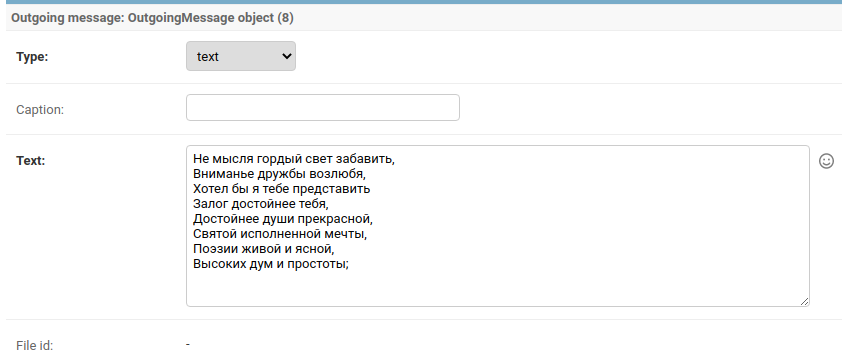 Outgoing message: OutgoingMessage object (8)
Type: text
Caption:
Text:
Не мысля гордый свет забавить,
Вниманье дружбы возлюбя,
Хотел бы я тебе представить
Залог достойнее тебя,
Достойнее души прекрасной,
Святой исполненной мечты,
Поэзии живой и ясной,
Высоких дум и простоты;
File id: -